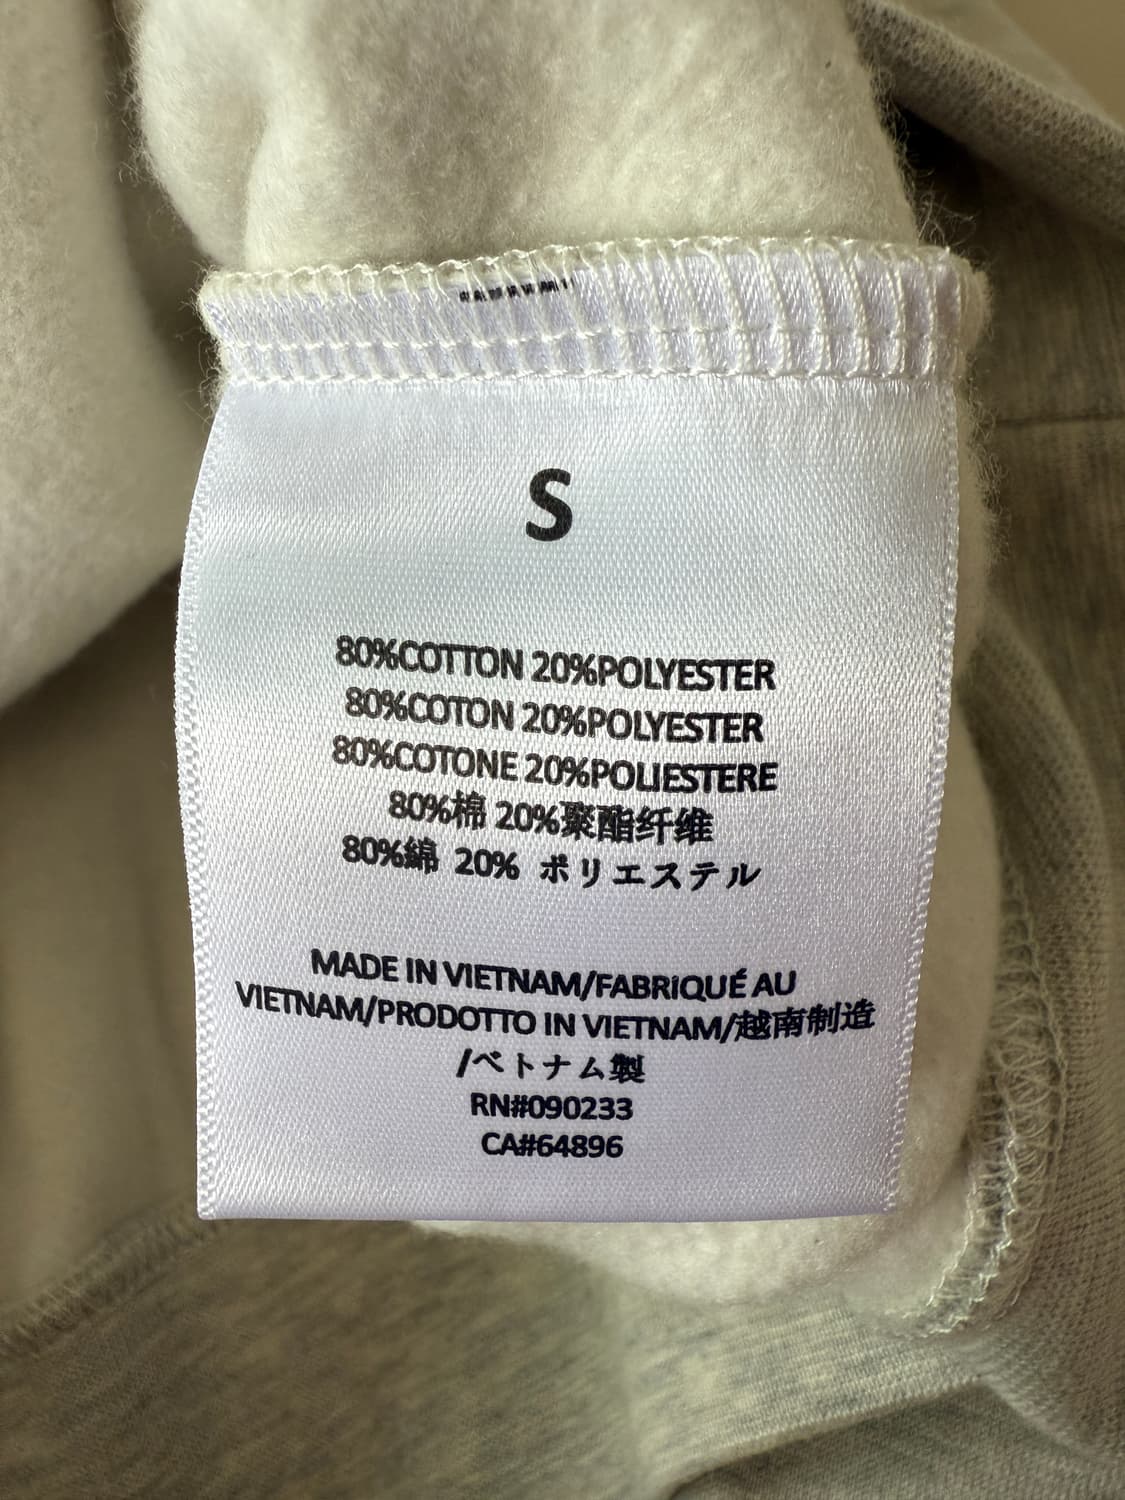 S
80%COTTON 20%POLYESTER
80%COTON 20%POLYESTER
80%COTONE 20%POLIESTERE
80%棉 20%聚酯纤维
80%綿 20% ポリエステル
MADE IN VIETNAM/FABRiQUÉ AU
VIETNAM/PRODOTTO IN VIETNAM/越南制造
/ベトナム製
RN#090233
CA#64896